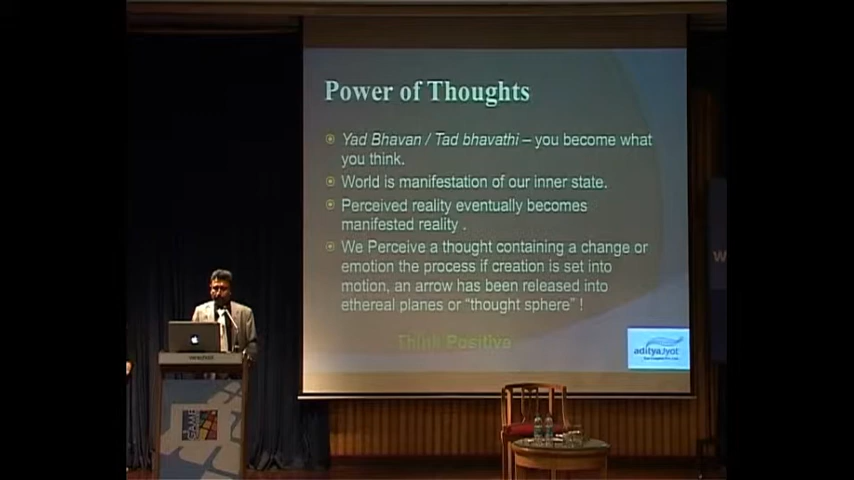 Power of Thoughts
Yad Bhavan / Tad bhavathi – you become what
you think.
World is manifestation of our inner state.
Perceived reality eventually becomes
manifested reality .
We Perceive a thought containing a change or
emotion the process if creation is set into
motion, an arrow has been released into
ethereal planes or “thought sphere” !
Think Positive
adityaJyot
GAME
W